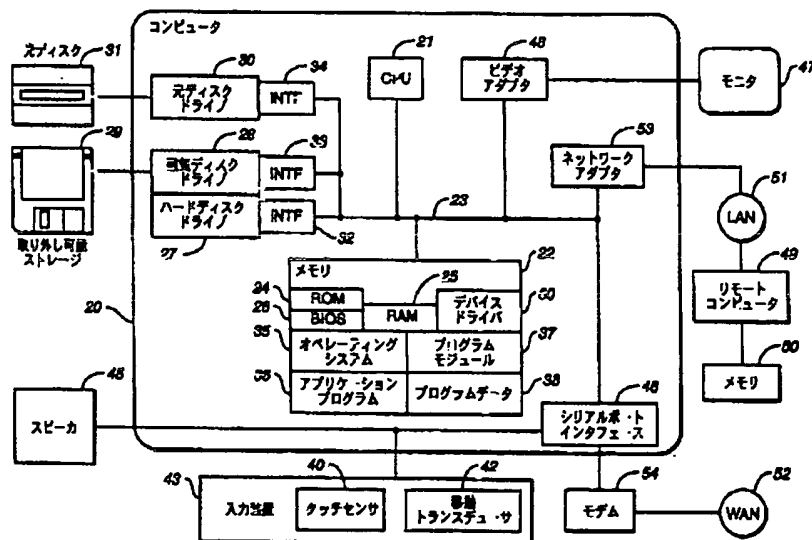 コンピュータ
元ディスク
31
30
元ディスク
ドライブ
34
INTF
21
CPU
48
ビデオ
アダプタ
モニタ
47
29
28
磁気ディスク
ドライブ
33
INTF
ハードディスク
ドライブ
27
INTF
32
取り外し可能
ストレージ
23
53
ネットワーク
アダプタ
51
LAN
49
リモート
コンピュータ
メモリ
20
メモリ
22
24
ROM
26
BIOS
25
RAM
デバイス
ドライバ
35
オペレーティング
システム
プログラム
モジュール
37
アプリケーション
プログラム
プログラムデータ
38
スピーカ
シリアルポート
インタフェース
43
入力装置
40
タッチセンサ
42
移動
トランスデューサ
54
モデム
52
WAN